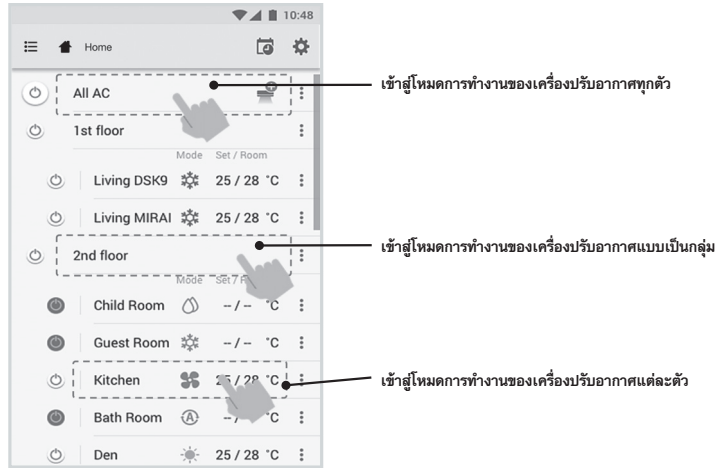 10:48
Home
All AC
เข้าสู่โหมดการทำงานของเครื่องปรับอากาศทุกตัว
1st floor
Mode Set / Room
Living DSK9 25 / 28 °C
Living MIRAI 25 / 28 °C
2nd floor
เข้าสู่โหมดการทำงานของเครื่องปรับอากาศแบบเป็นกลุ่ม
Mode Set /
Child Room -- / -- °C
Guest Room -- / -- °C
Kitchen 25 / 28 °C
เข้าสู่โหมดการทำงานของเครื่องปรับอากาศแต่ละตัว
Bath Room A -- / -- °C
Den 25 / 28 °C